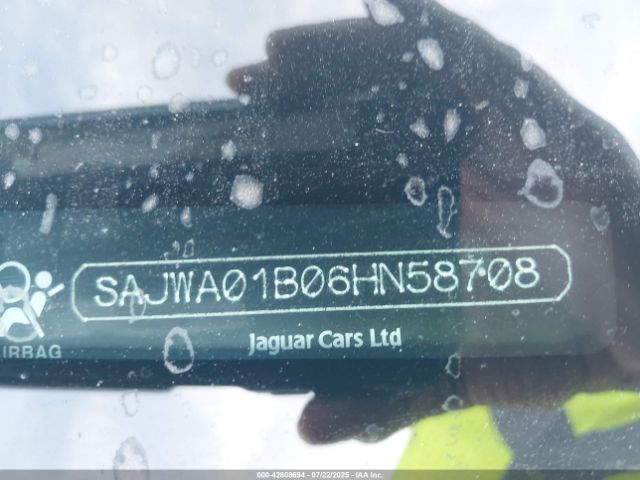 SAJWA01B06HN58708
AIRBAG
Jaguar Cars Ltd
000-42808694 - 07/22/2025 - IAA Inc.